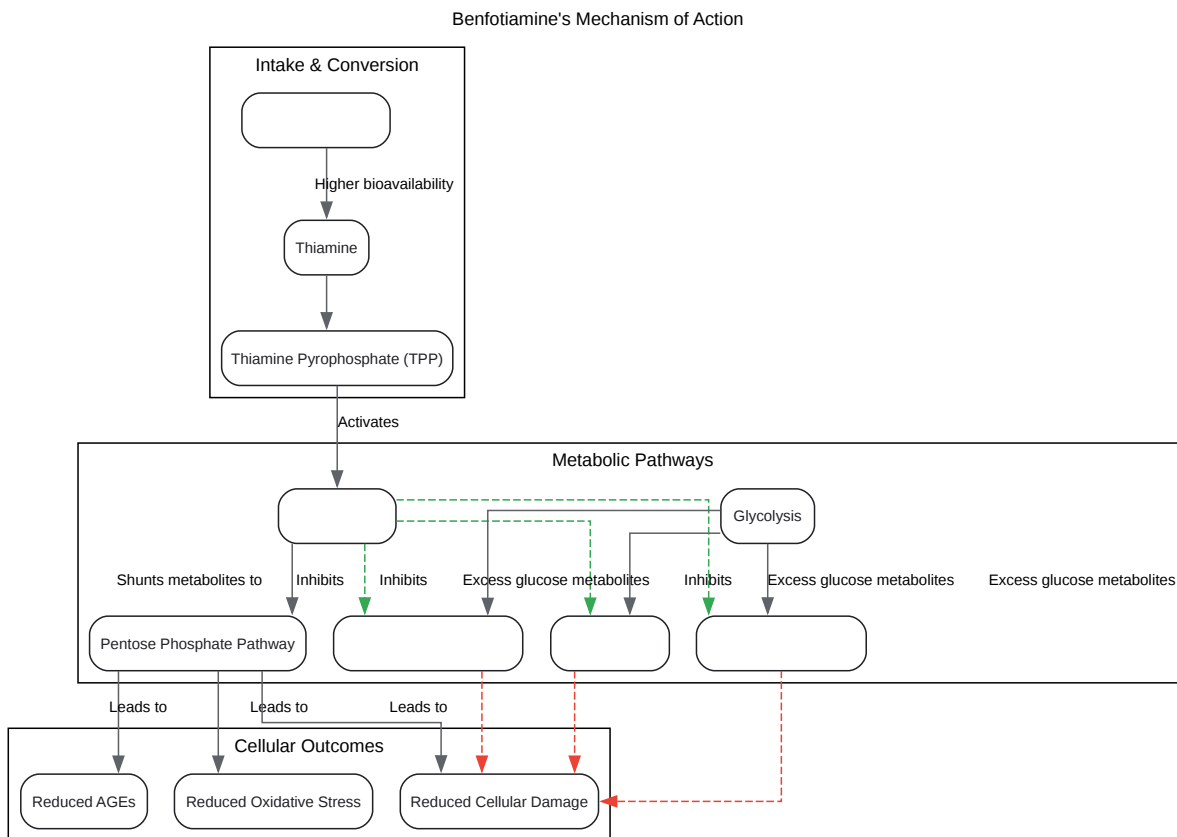 Benfotiamine's Mechanism of Action
Intake & Conversion
Higher bioavailability
Thiamine
Thiamine Pyrophosphate (TPP)
Activates
Metabolic Pathways
Glycolysis
Shunts metabolites to
Inhibits
Inhibits
Excess glucose metabolites
Inhibits
Excess glucose metabolites
Excess glucose metabolites
Pentose Phosphate Pathway
Leads to
Leads to
Leads to
Cellular Outcomes
Reduced AGEs
Reduced Oxidative Stress
Reduced Cellular Damage